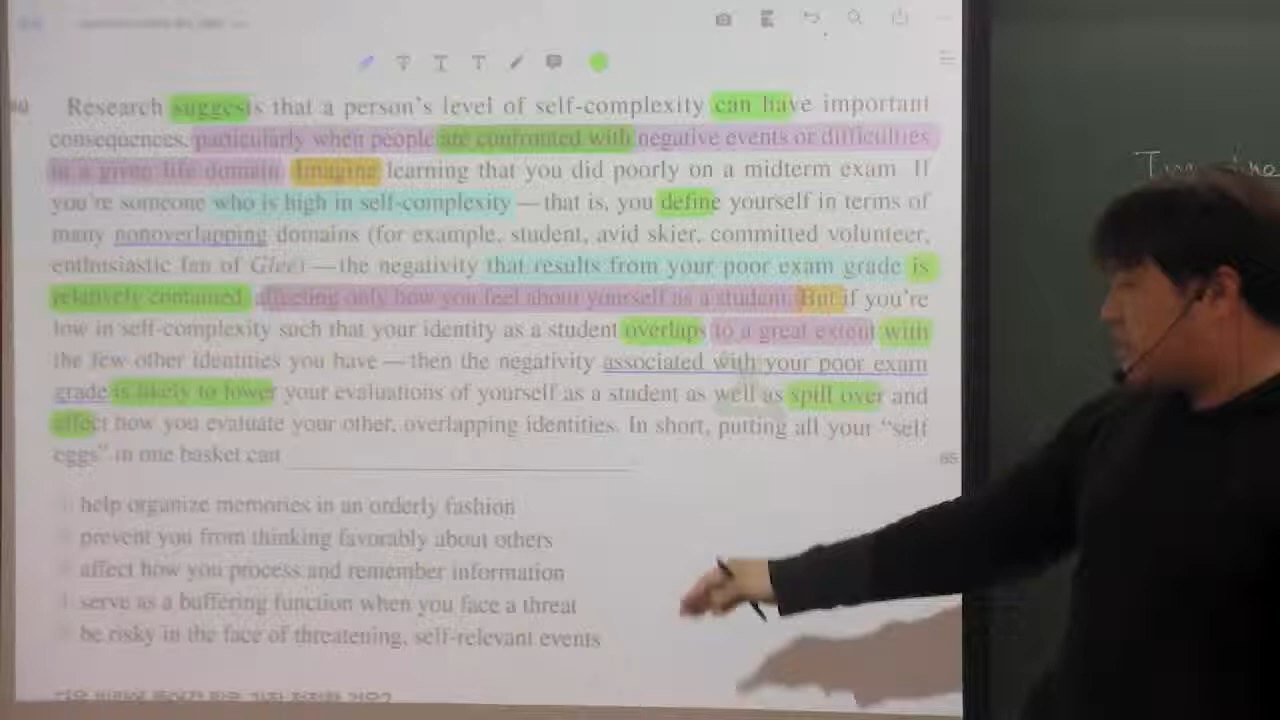 Research suggests that a person's level of self-complexity can have important
consequences, particularly when people are confronted with negative events or difficulties
in a given life domain. Imagine learning that you did poorly on a midterm exam. If
you're someone who is high in self-complexity — that is, you define yourself in terms of
many nonoverlapping domains (for example, student, avid skier, committed volunteer,
enthusiastic fan of Glee) — the negativity that results from your poor exam grade is
relatively contained, affecting only how you feel about yourself as a student. But if you're
low in self-complexity such that your identity as a student overlaps to a great extent with
the few other identities you have — then the negativity associated with your poor exam
grade is likely to lower your evaluations of yourself as a student as well as spill over and
affect how you evaluate your other, overlapping identities. In short, putting all your “self
eggs” in one basket can
85
help organize memories in an orderly fashion
prevent you from thinking favorably about others
affect how you process and remember information
serve as a buffering function when you face a threat
be risky in the face of threatening, self-relevant events